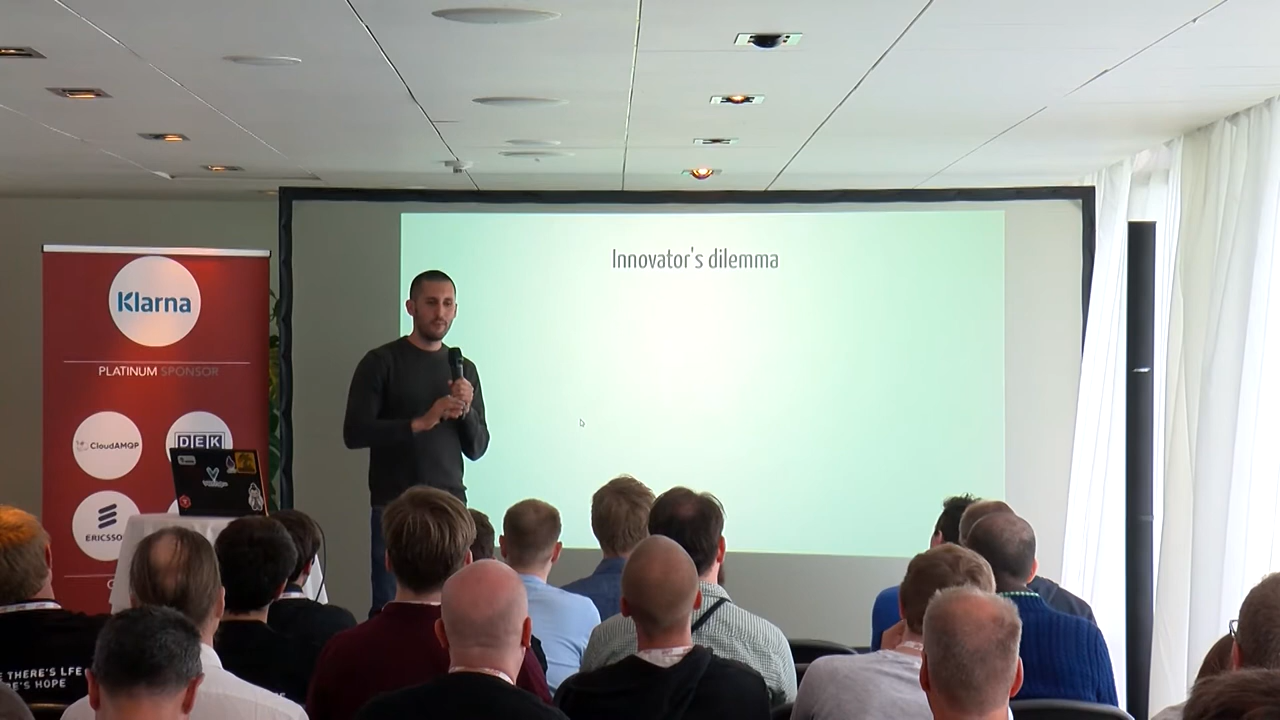 Innovator's dilemma
Klarna
PLATINUM SPONSOR
CloudAMQP
DEK
ERICSSO
THERE'S LFE
E'S HOPE